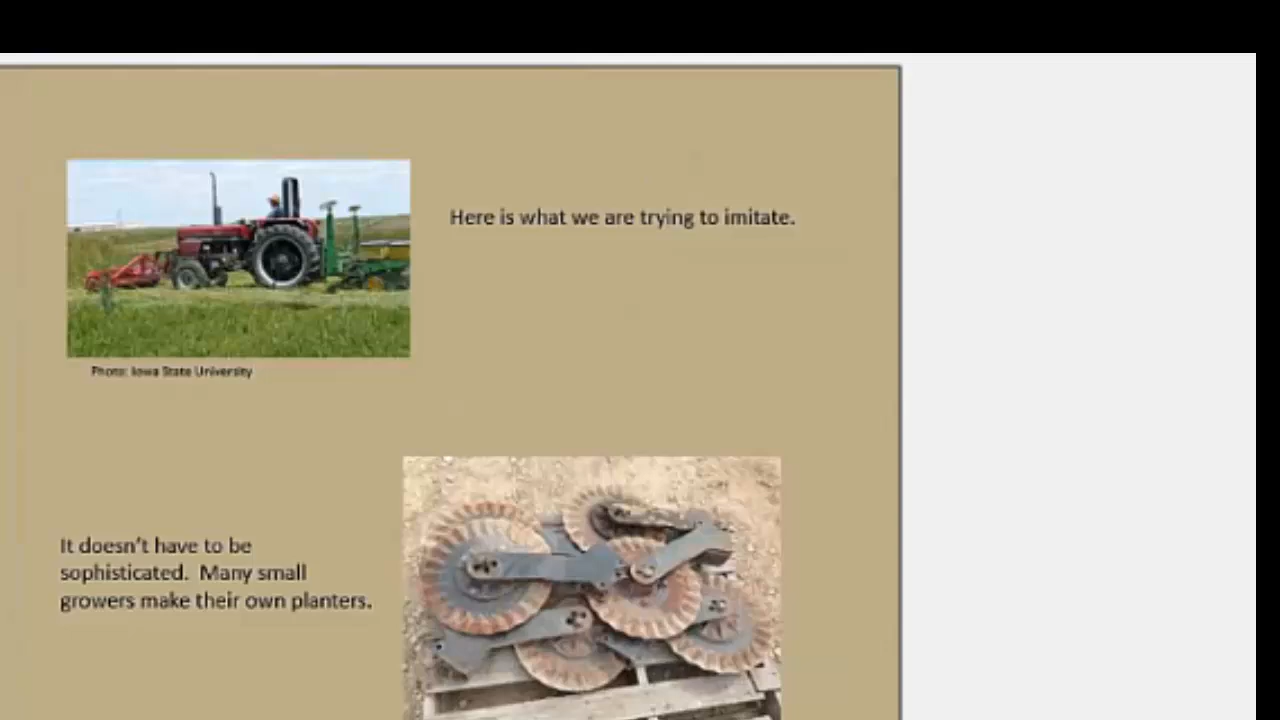 Here is what we are trying to imitate.
Photo: Iowa State University
It doesn't have to be
sophisticated.  Many small
growers make their own planters.